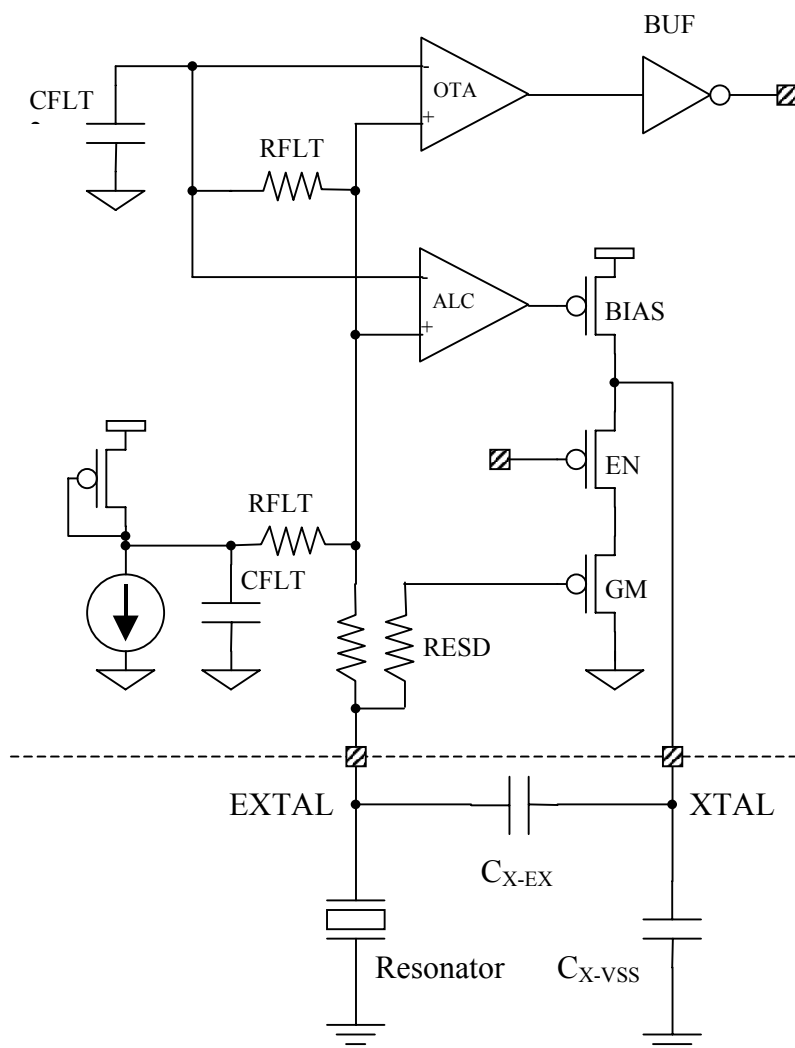 BUF
CFLT
-
OTA
+
RFLT
-
ALC
+
BIAS
EN
RFLT
CFLT
GM
RESD
EXTAL
XTAL
CX-EX
Resonator
CX-VSS